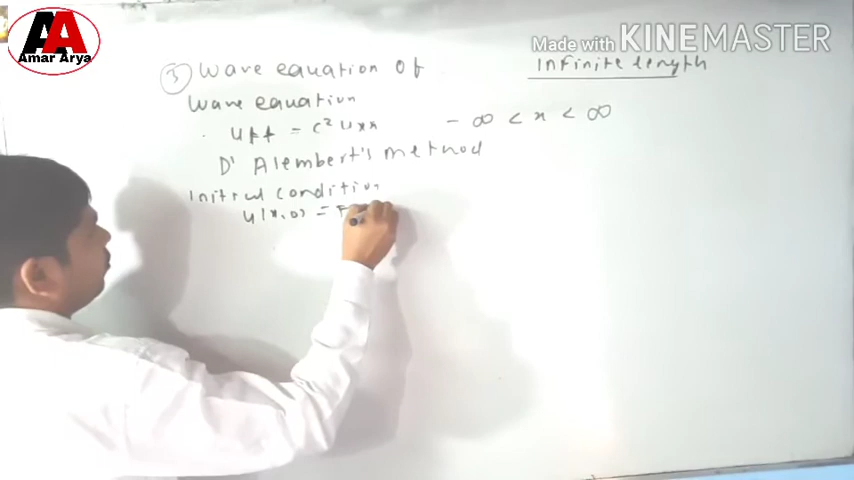 AA
Amar Arya
Made with KINEMASTER
③ Wave equation of infinite length
Wave equation
utt = c² uxx -∞ < x < ∞
D' Alembert's method
Initial condition
u(x,0) = F